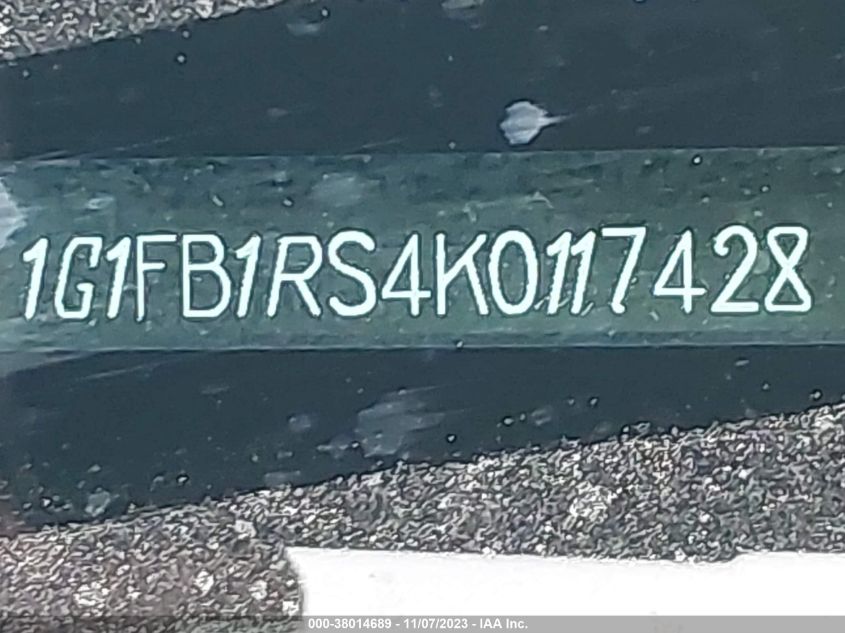 1G1FB1RS4K0117428
000-38014689 - 11/07/2023 - IAA Inc.